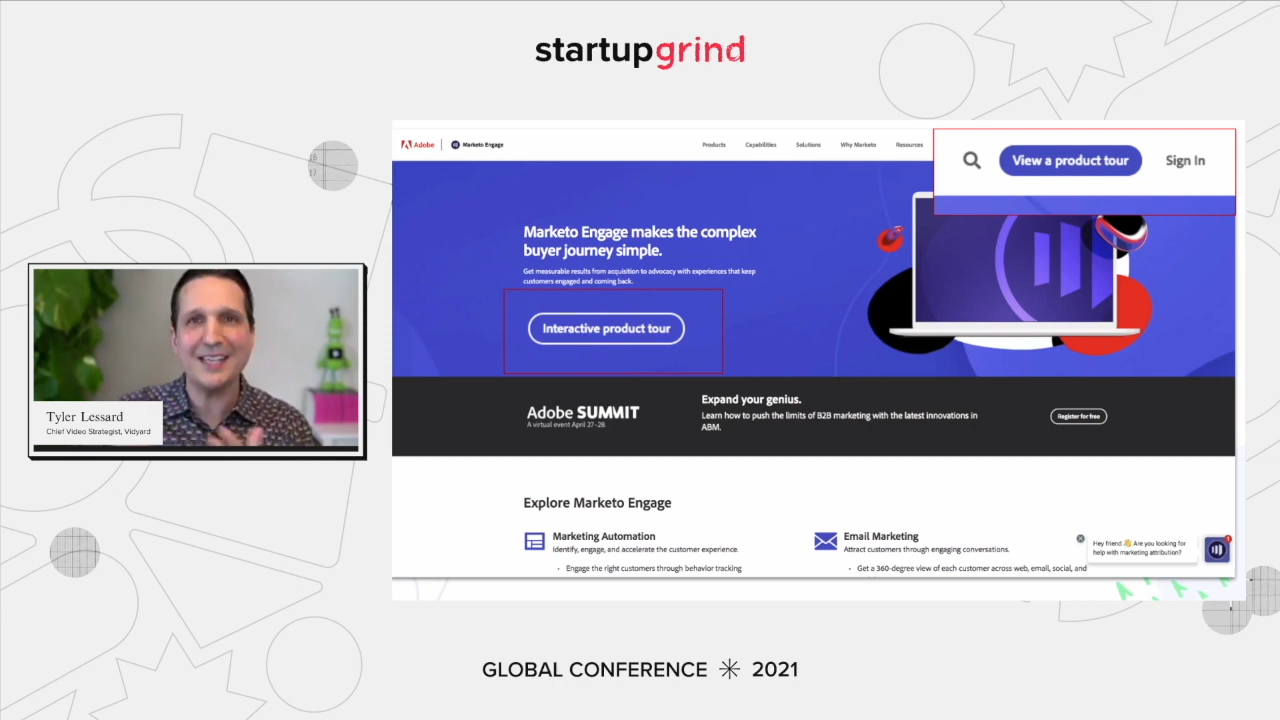 startupgrind
18
17
Adobe
Marketo Engage
Products
Capabilities
Solutions
Why Marketo
Resources
View a product tour
Sign In
Marketo Engage makes the complex
buyer journey simple.
Get measurable results from acquisition to advocacy with experiences that keep
customers engaged and coming back.
Interactive product tour
Tyler Lessard
Chief Video Strategist, Vidyard
Adobe SUMMIT
A virtual event April 27-28.
Expand your genius.
Learn how to push the limits of B2B marketing with the latest innovations in
ABM.
Register for free
Explore Marketo Engage
Marketing Automation
Identify, engage, and accelerate the customer experience.
· Engage the right customers through behavior tracking
Email Marketing
Attract customers through engaging conversations.
· Get a 360-degree view of each customer across web, email, social, and
Hey friend 👋 Are you looking for
help with marketing attribution?
1
GLOBAL CONFERENCE 2021